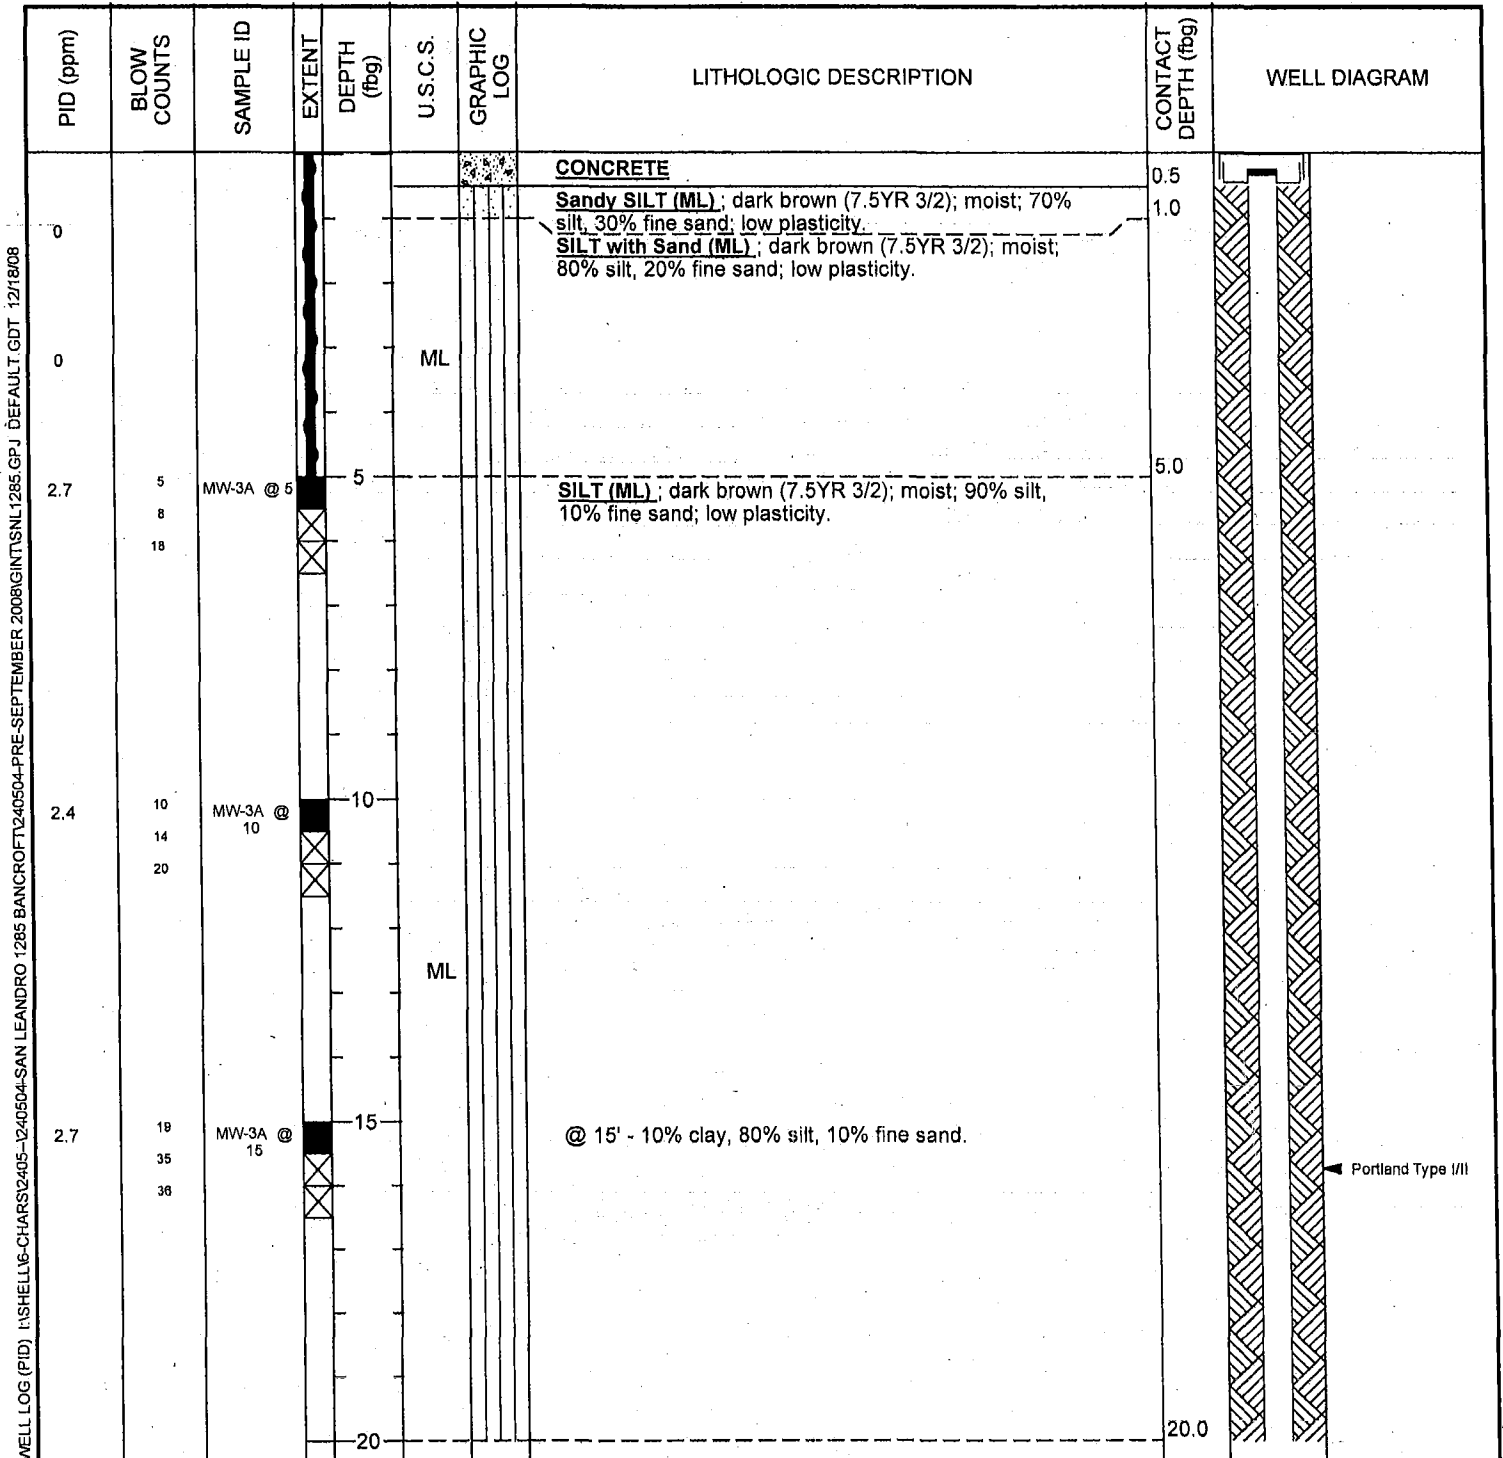 PID (ppm)
BLOW COUNTS
SAMPLE ID
EXTENT
DEPTH (fbg)
U.S.C.S.
GRAPHIC LOG
LITHOLOGIC DESCRIPTION
CONTACT DEPTH (fbg)
WELL DIAGRAM
CONCRETE
0.5
Sandy SILT (ML) ; dark brown (7.5YR 3/2); moist; 70%
silt, 30% fine sand; low plasticity.
1.0
0
SILT with Sand (ML) ; dark brown (7.5YR 3/2); moist;
80% silt, 20% fine sand; low plasticity.
0
ML
5.0
2.7
5
8
18
MW-3A @ 5
5
SILT (ML) ; dark brown (7.5YR 3/2); moist; 90% silt,
10% fine sand; low plasticity.
2.4
10
14
20
MW-3A @
10
10
ML
2.7
19
35
36
MW-3A @
15
15
@ 15' - 10% clay, 80% silt, 10% fine sand.
Portland Type I/II
20
20.0
WELL LOG (PID) I:\SHELL\6-CHARS\2405--\240504-SAN LEANDRO 1285 BANCROFT\240504-PRE-SEPTEMBER 2008\GINT\SNL1285.GPJ DEFAULT.GDT 12/18/08